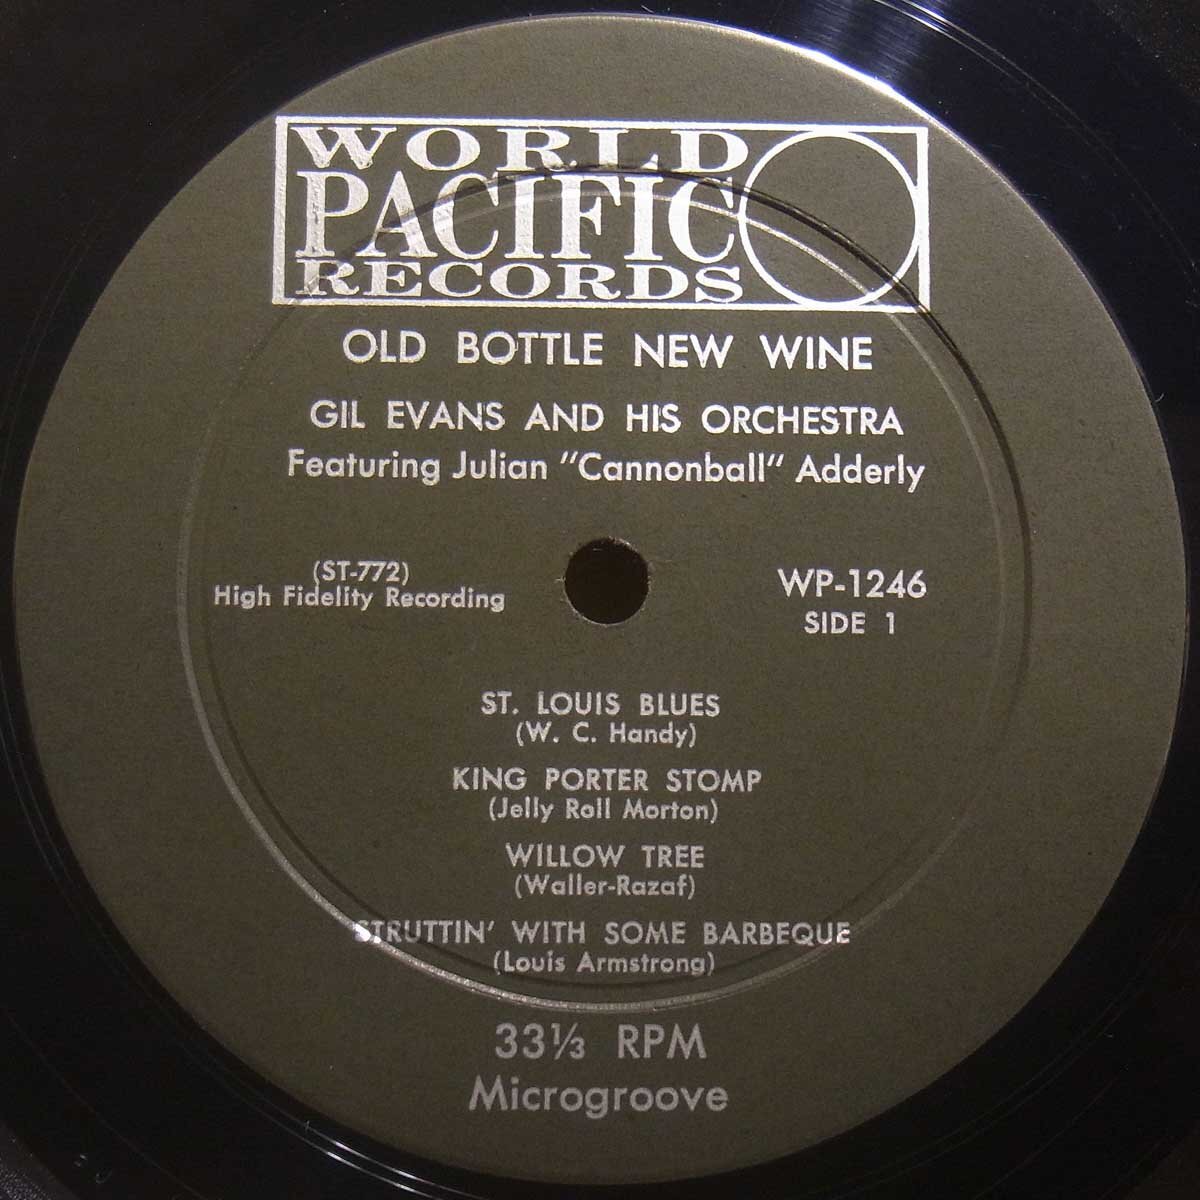 WORLD
PACIFIC
RECORDS
OLD BOTTLE NEW WINE
GIL EVANS AND HIS ORCHESTRA
Featuring Julian "Cannonball" Adderly
(ST-772)
High Fidelity Recording
WP-1246
SIDE 1
ST. LOUIS BLUES
(W. C. Handy)
KING PORTER STOMP
(Jelly Roll Morton)
WILLOW TREE
(Waller-Razaf)
STRUTTIN' WITH SOME BARBEQUE
(Louis Armstrong)
33⅓ RPM
Microgroove